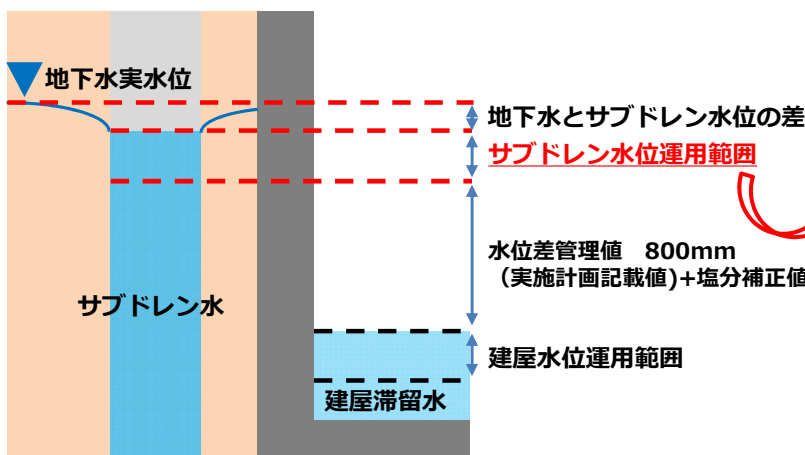 地下水実水位
地下水とサブドレン水位の差
サブドレン水位運用範囲
水位差管理値　800mm
（実施計画記載値)+塩分補正値
サブドレン水
建屋水位運用範囲
建屋滞留水